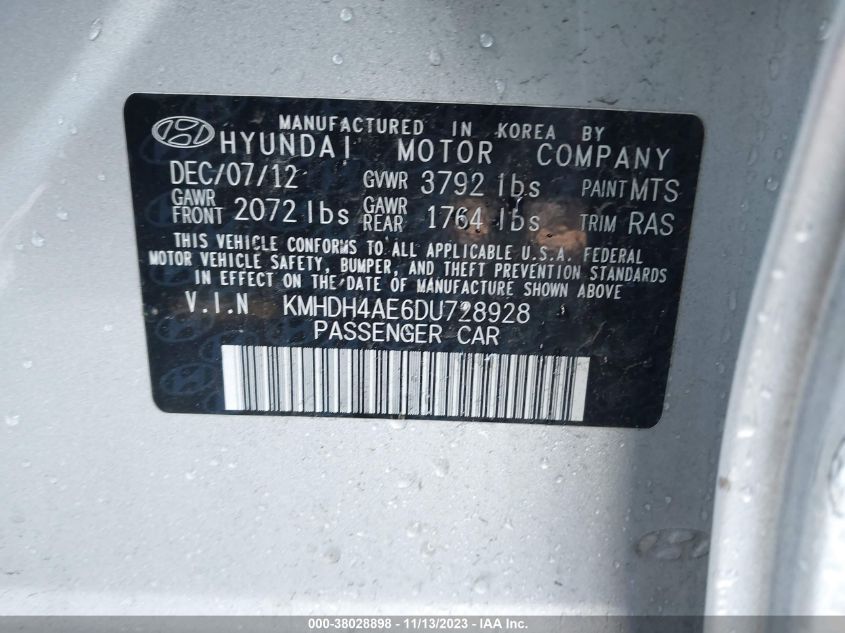 MANUFACTURED IN KOREA BY
HYUNDAI MOTOR COMPANY
DEC/07/12 GVWR 3792 lbs PAINT MTS
GAWR FRONT 2072 lbs GAWR REAR 1764 lbs TRIM RAS
THIS VEHICLE CONFORMS TO ALL APPLICABLE U.S.A. FEDERAL
MOTOR VEHICLE SAFETY, BUMPER, AND THEFT PREVENTION STANDARDS
IN EFFECT ON THE DATE OF MANUFACTURE SHOWN ABOVE
V.I.N KMHDH4AE6DU728928
PASSENGER CAR
000-38028898 - 11/13/2023 - IAA Inc.